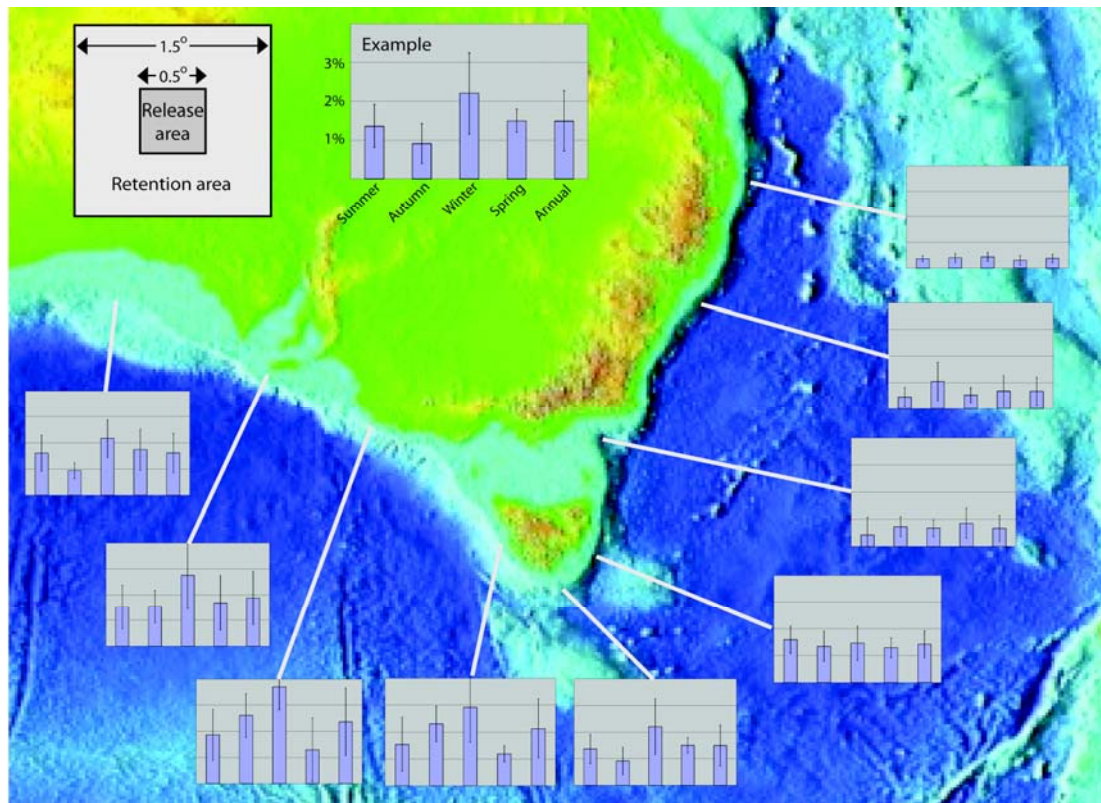 1.5°
0.5°
Release
area
Retention area
Example
3%
2%
1%
Summer
Autumn
Winter
Spring
Annual